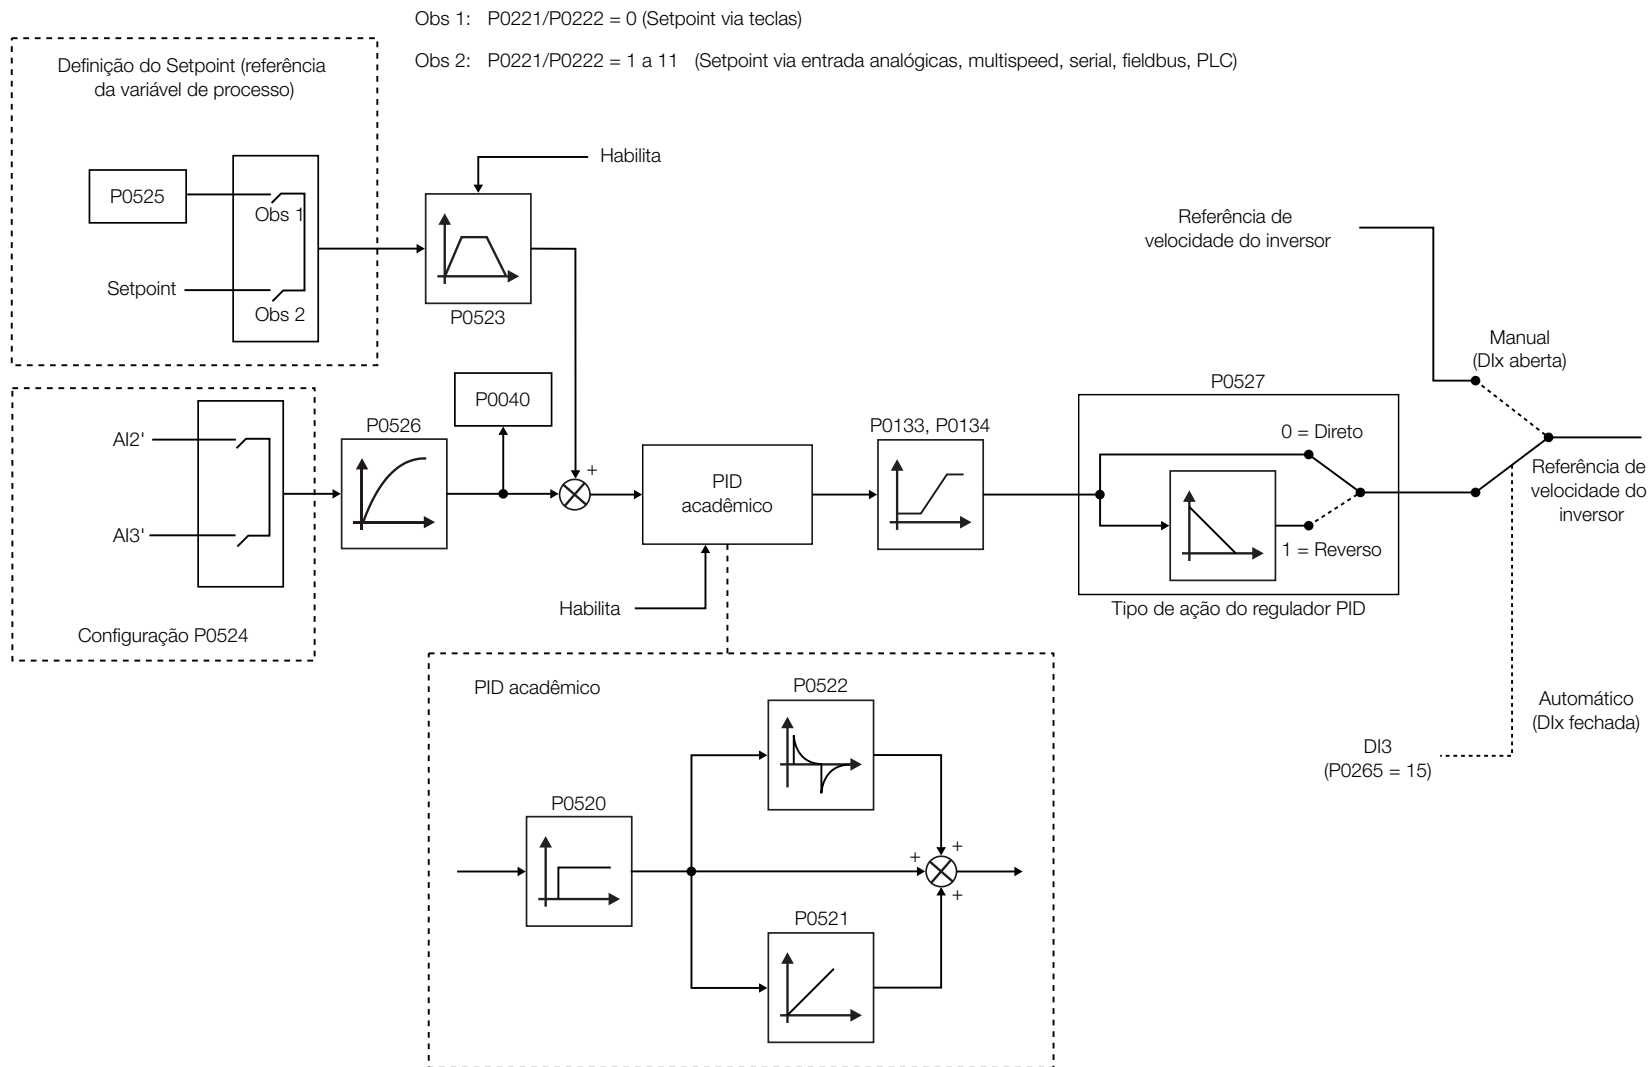 Obs 1: P0221/P0222 = 0 (Setpoint via teclas)
Obs 2: P0221/P0222 = 1 a 11 (Setpoint via entrada analógicas, multispeed, serial, fieldbus, PLC)
Definição do Setpoint (referência
da variável de processo)
P0525
Obs 1
Setpoint
Obs 2
Habilita
P0523
Referência de
velocidade do inversor
Manual
(DIx aberta)
P0040
AI2'
AI3'
Configuração P0524
P0526
+
PID
acadêmico
Habilita
P0133, P0134
P0527
0 = Direto
1 = Reverso
Tipo de ação do regulador PID
Referência de
velocidade do
inversor
Automático
(DIx fechada)
DI3
(P0265 = 15)
PID acadêmico
P0522
P0520
+
+
+
P0521